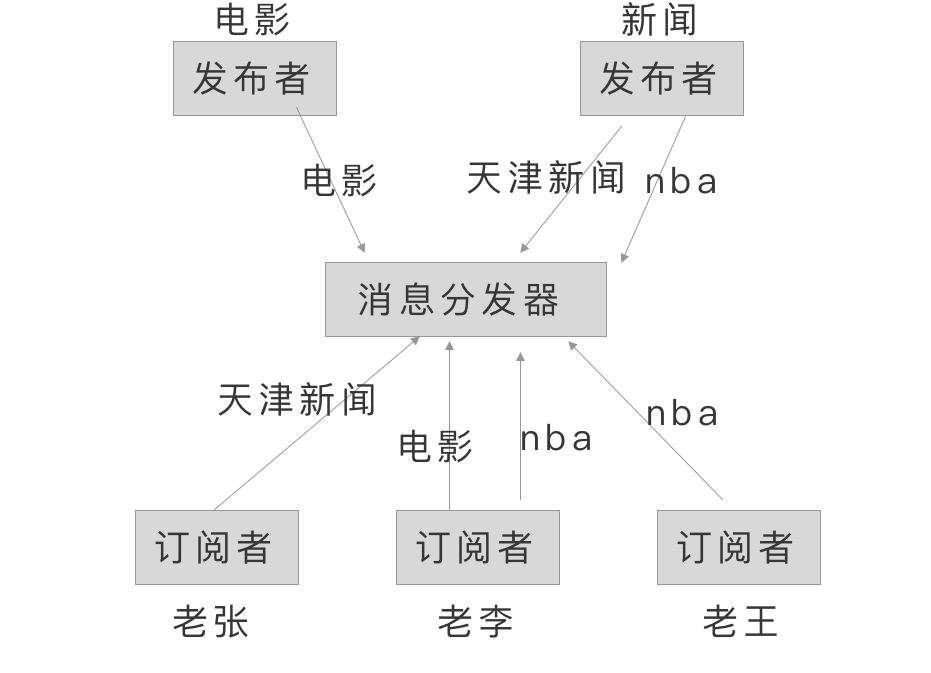 电影
新闻
发布者
发布者
电影
天津新闻
nba
消息分发器
天津新闻
电影
nba
nba
订阅者
订阅者
订阅者
老张
老李
老王